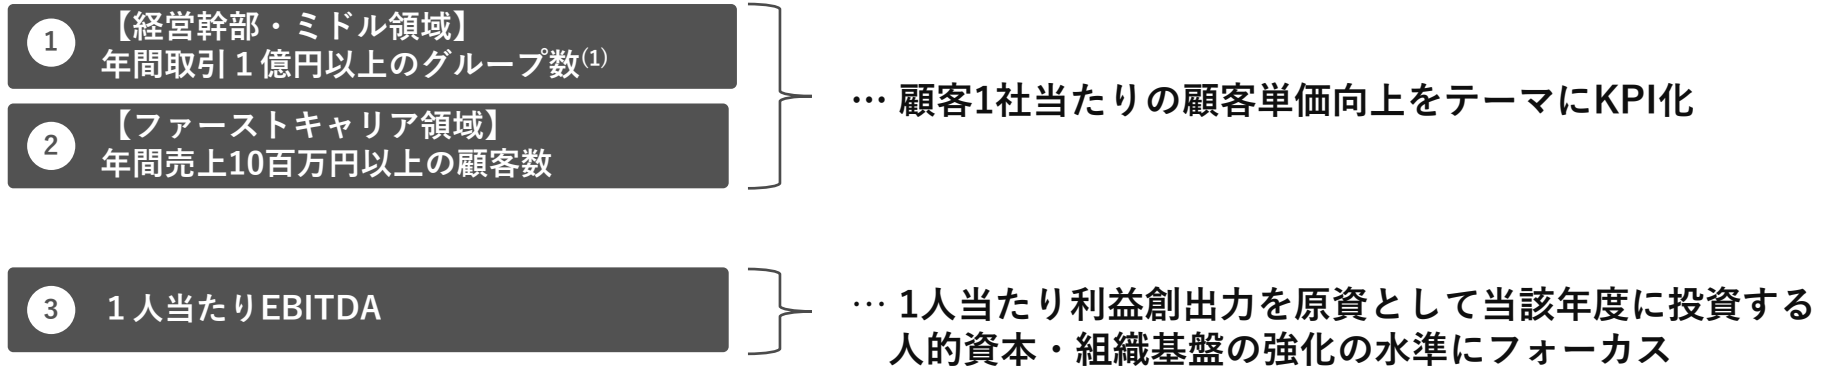 1
【経営幹部・ミドル領域】
年間取引１億円以上のグループ数(1)
2
【ファーストキャリア領域】
年間売上10百万円以上の顧客数
… 顧客1社当たりの顧客単価向上をテーマにKPI化
3
１人当たりEBITDA
… 1人当たり利益創出力を原資として当該年度に投資する
人的資本・組織基盤の強化の水準にフォーカス